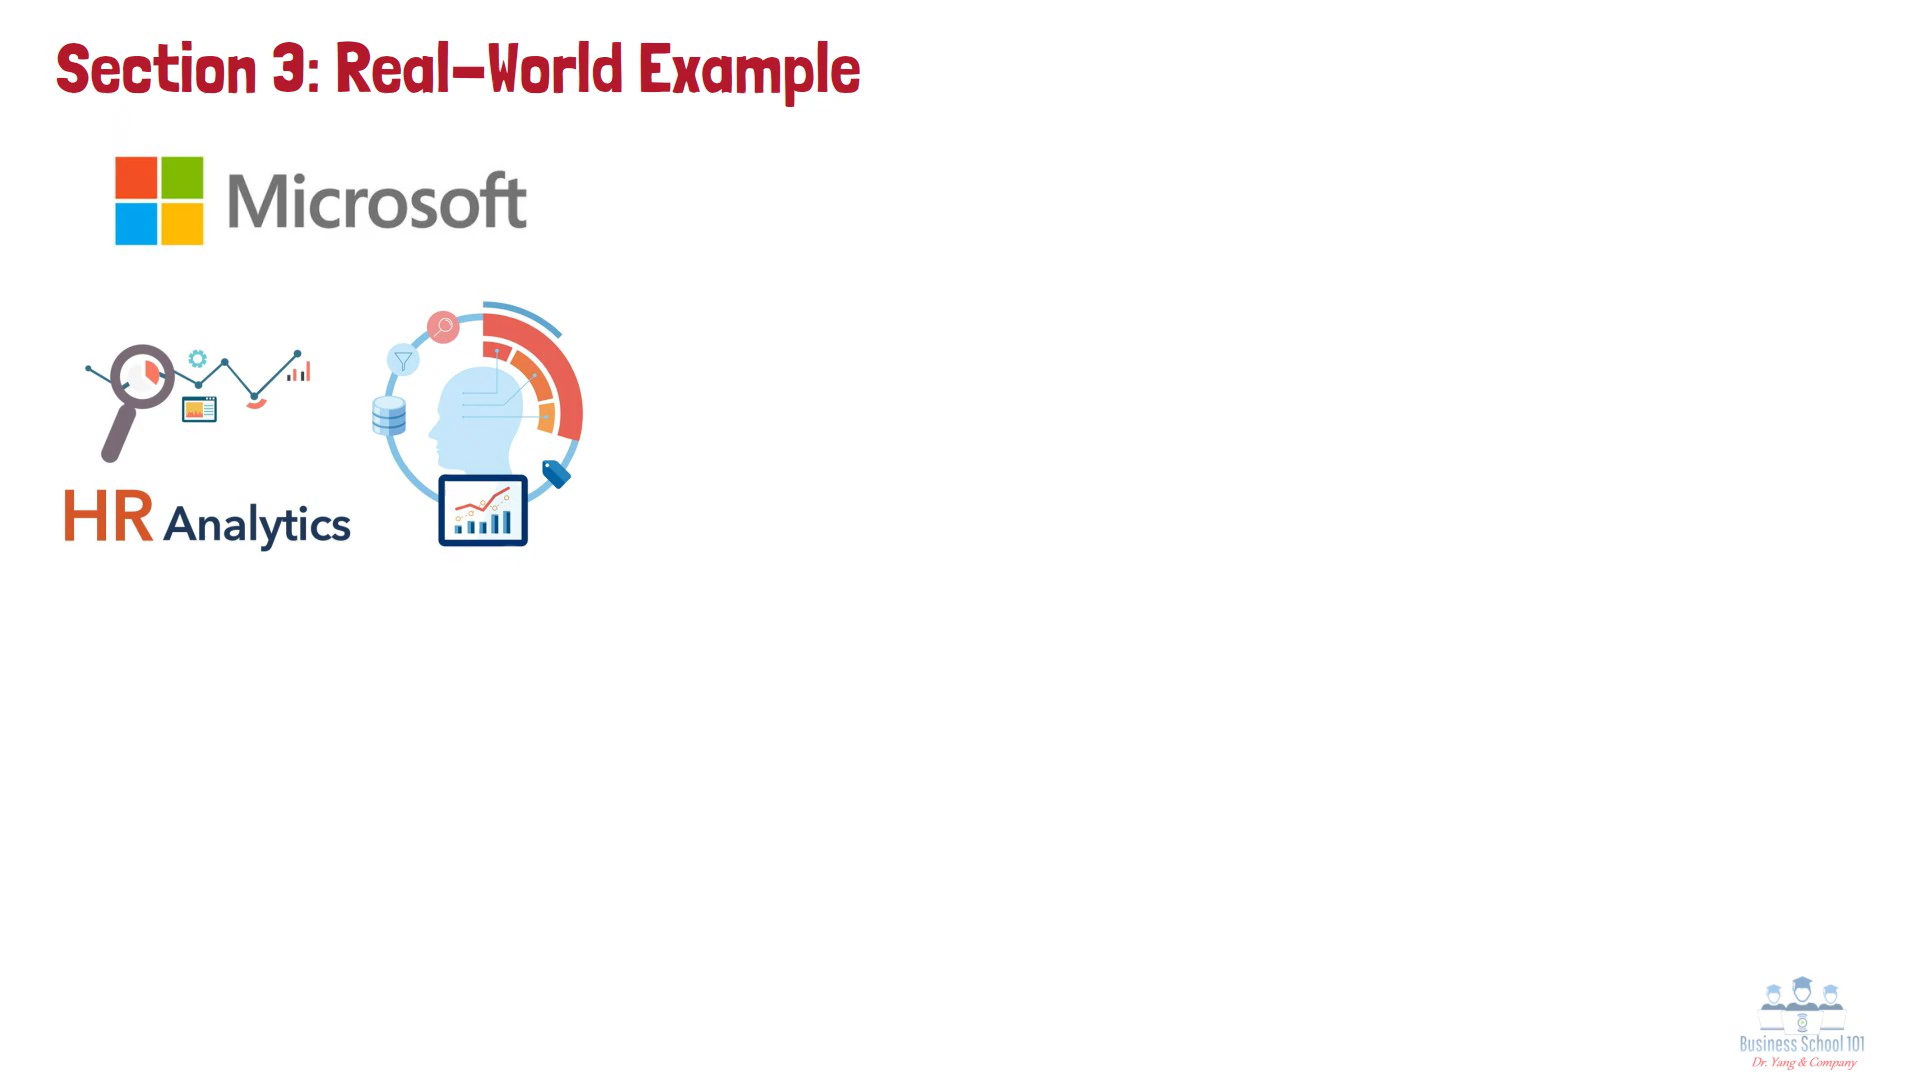 Section 3: Real-World Example
Microsoft
HR Analytics
Business School 101
Dr. Yang & Company